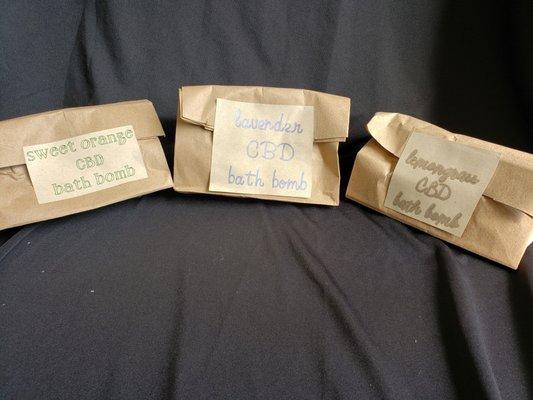 sweet orange
CBD
bath bomb
lavender
CBD
bath bomb
lemongrass
CBD
bath bomb